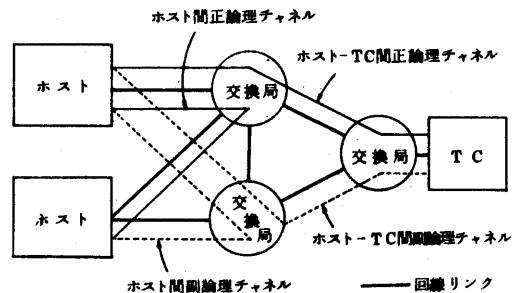 ホスト間正論理チャネル
ホスト-TC間正論理チャネル
ホスト
交換局
交換局
TC
ホスト
交換局
ホスト-TC間副論理チャネル
ホスト間副論理チャネル
回線リンク